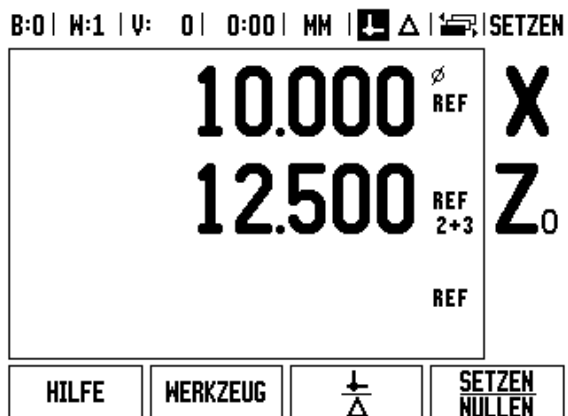 B:0 | W:1 | V: 0 | 0:00 | MM | Δ | SETZEN
10.000 ⌀ REF X
12.500 REF 2+3 Z0
REF
HILFE WERKZEUG Δ SETZEN
NULLEN